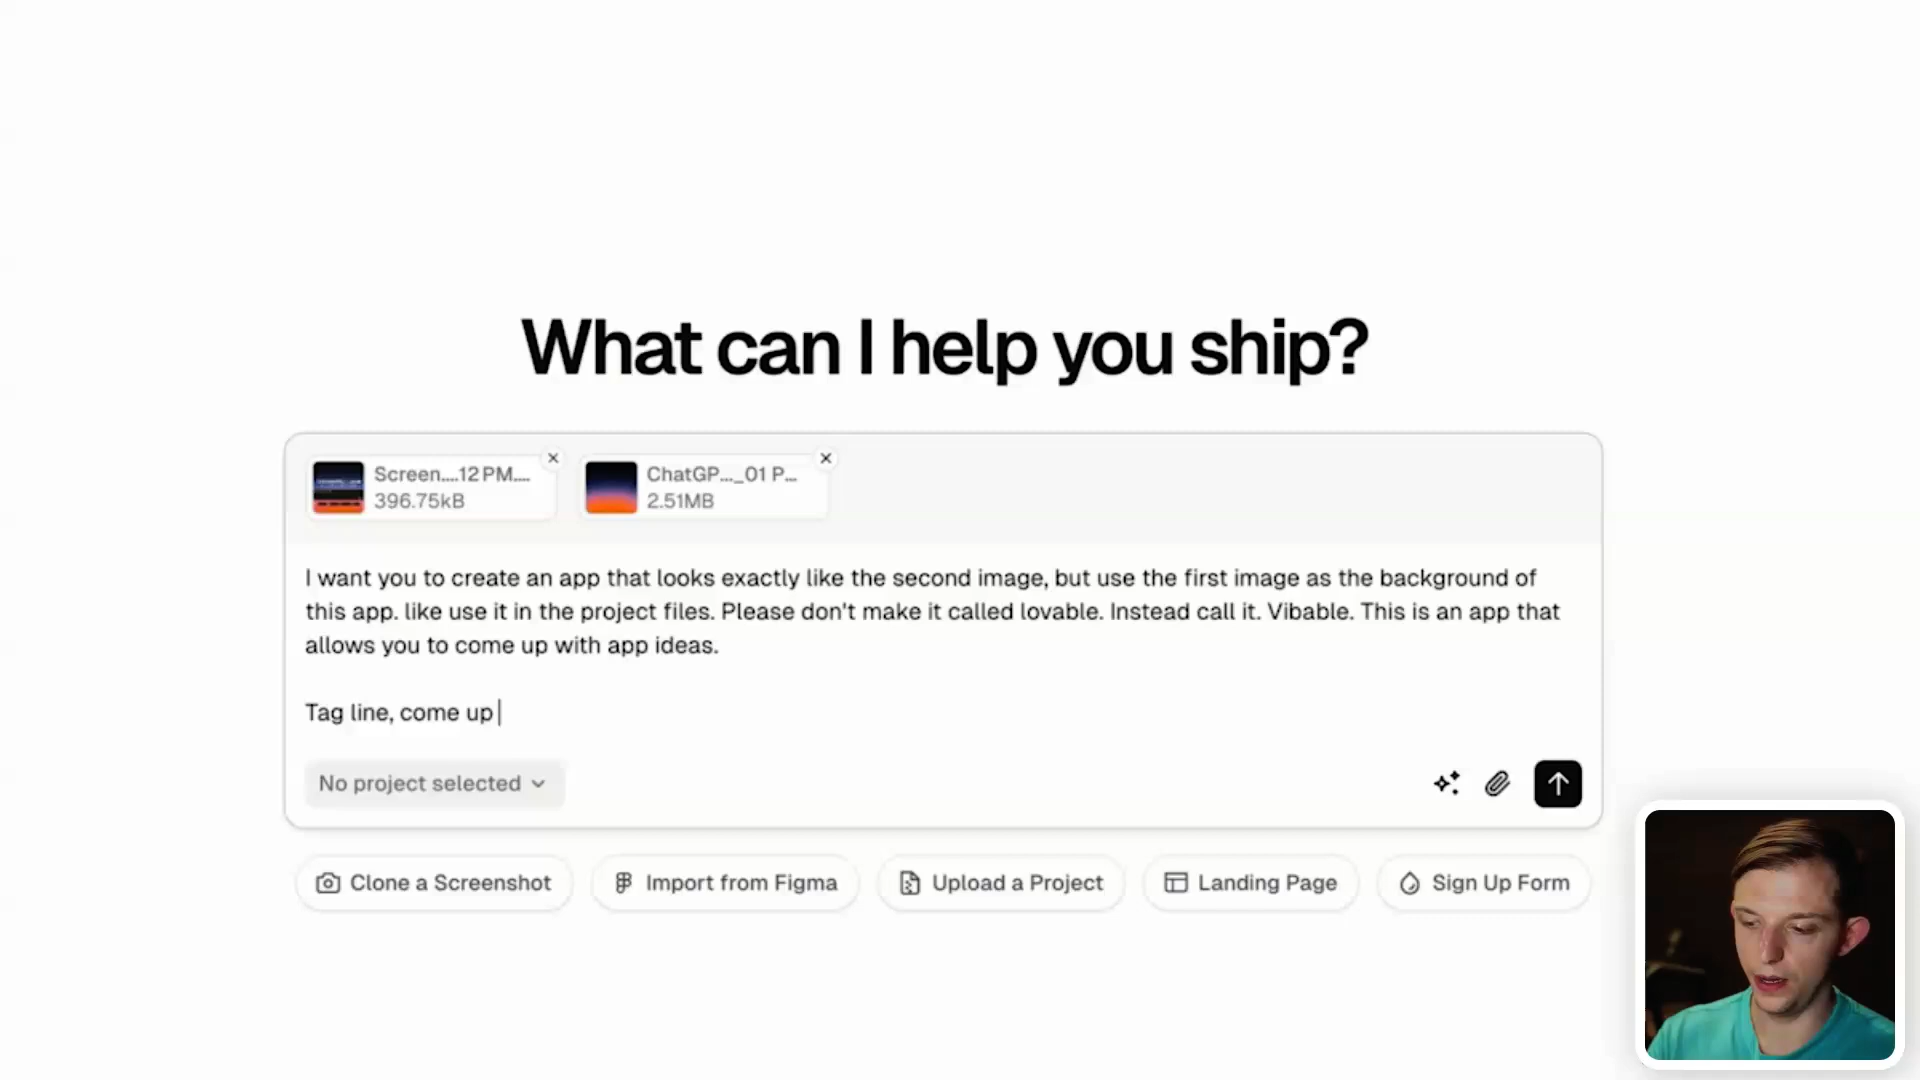 What can I help you ship?
Screen....12 PM....
396.75kB
ChatGP..._01 P...
2.51MB
I want you to create an app that looks exactly like the second image, but use the first image as the background of
this app. like use it in the project files. Please don't make it called lovable. Instead call it. Vibable. This is an app that
allows you to come up with app ideas.
Tag line, come up
No project selected
Clone a Screenshot
Import from Figma
Upload a Project
Landing Page
Sign Up Form